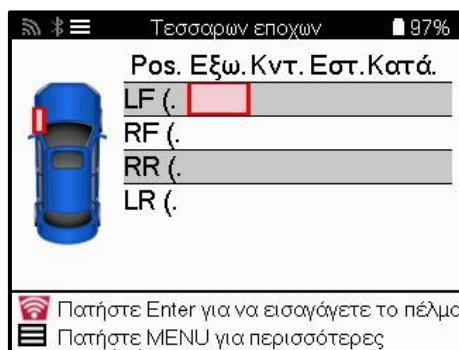 Τεσσαρων εποχων 97%
Pos. Εξω. Κντ. Εστ. Κατά.
LF (.
RF (.
RR (.
LR (.
Πατήστε Enter για να εισαγάγετε το πέλμα
Πατήστε MENU για περισσότερες